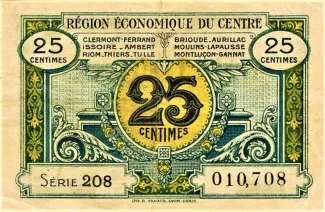 RÉGION ÉCONOMIQUE DU CENTRE
25 CENTIMES
CLERMONT-FERRAND
ISSOIRE - AMBERT
RIOM, THIERS, TULLE
BRIOUDE, AURILLAC
MOULINS-LAPALISSE
MONTLUÇON-GANNAT
25 CENTIMES
25
CENTIMES
SÉRIE 208
010,708